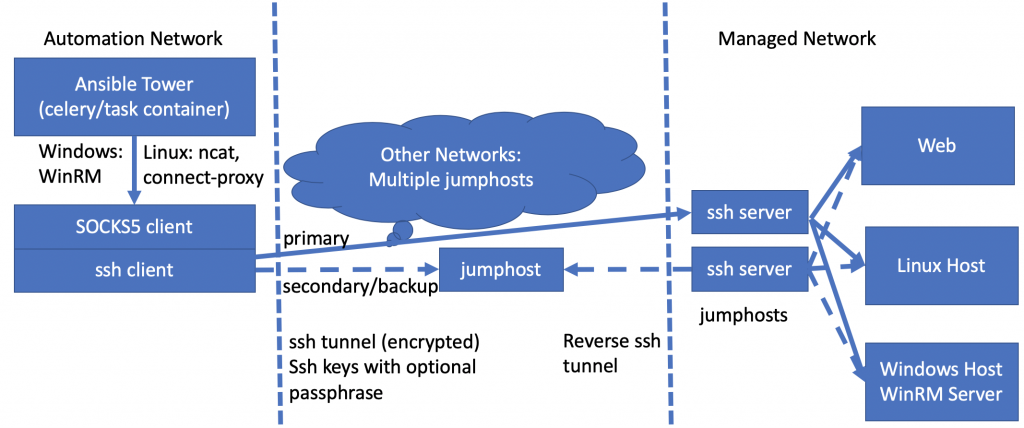 Automation Network
Managed Network
Ansible Tower
(celery/task container)
Windows:
WinRM
Linux: ncat,
connect-proxy
SOCKS5 client
ssh client
Other Networks:
Multiple jumphosts
primary
secondary/backup
jumphost
ssh tunnel (encrypted)
Ssh keys with optional
passphrase
Reverse ssh
tunnel
ssh server
ssh server
jumphosts
Web
Linux Host
Windows Host
WinRM Server